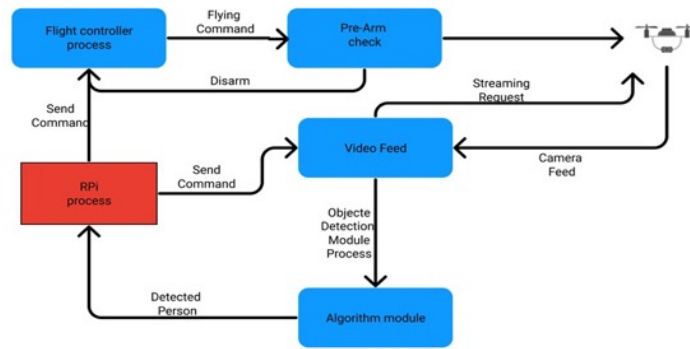 Flying
Command
Flight controller
process
Pre-Arm
check
Disarm
Streaming
Request
Send
Command
Video Feed
Send
Command
Camera
Feed
RPi
process
Objecte
Detection
Module
Process
Detected
Person
Algorithm module